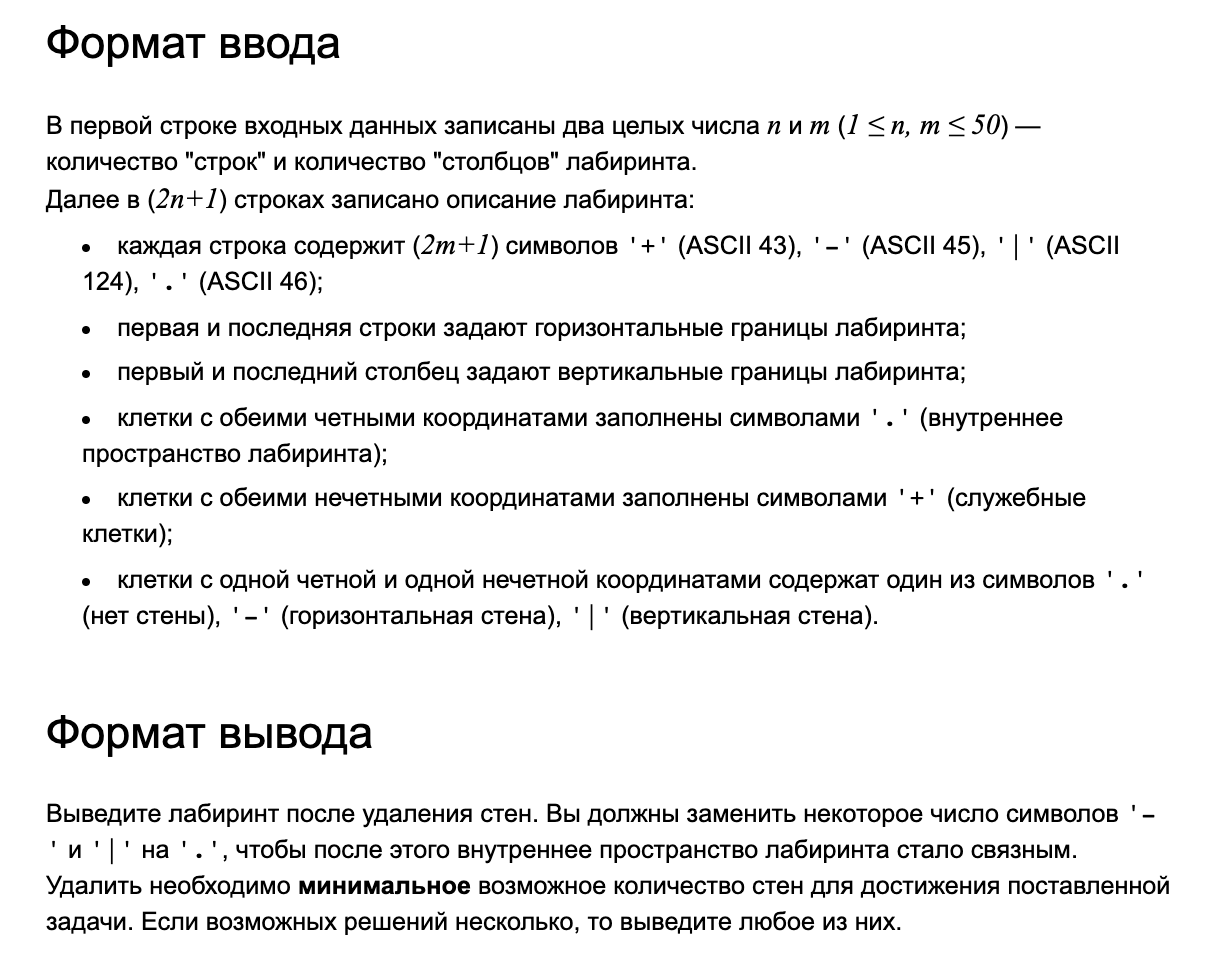 Формат ввода
В первой строке входных данных записаны два целых числа n и m (1 ≤ n, m ≤ 50) —
количество "строк" и количество "столбцов" лабиринта.
Далее в (2n+1) строках записано описание лабиринта:
• каждая строка содержит (2m+1) символов '+' (ASCII 43), '-' (ASCII 45), '|' (ASCII
124), '.' (ASCII 46);
• первая и последняя строки задают горизонтальные границы лабиринта;
• первый и последний столбец задают вертикальные границы лабиринта;
• клетки с обеими четными координатами заполнены символами '.' (внутреннее
пространство лабиринта);
• клетки с обеими нечетными координатами заполнены символами '+' (служебные
клетки);
• клетки с одной четной и одной нечетной координатами содержат один из символов '.'
(нет стены), '-' (горизонтальная стена), '|' (вертикальная стена).
Формат вывода
Выведите лабиринт после удаления стен. Вы должны заменить некоторое число символов '-
' и '|' на '.', чтобы после этого внутреннее пространство лабиринта стало связным.
Удалить необходимо минимальное возможное количество стен для достижения поставленной
задачи. Если возможных решений несколько, то выведите любое из них.